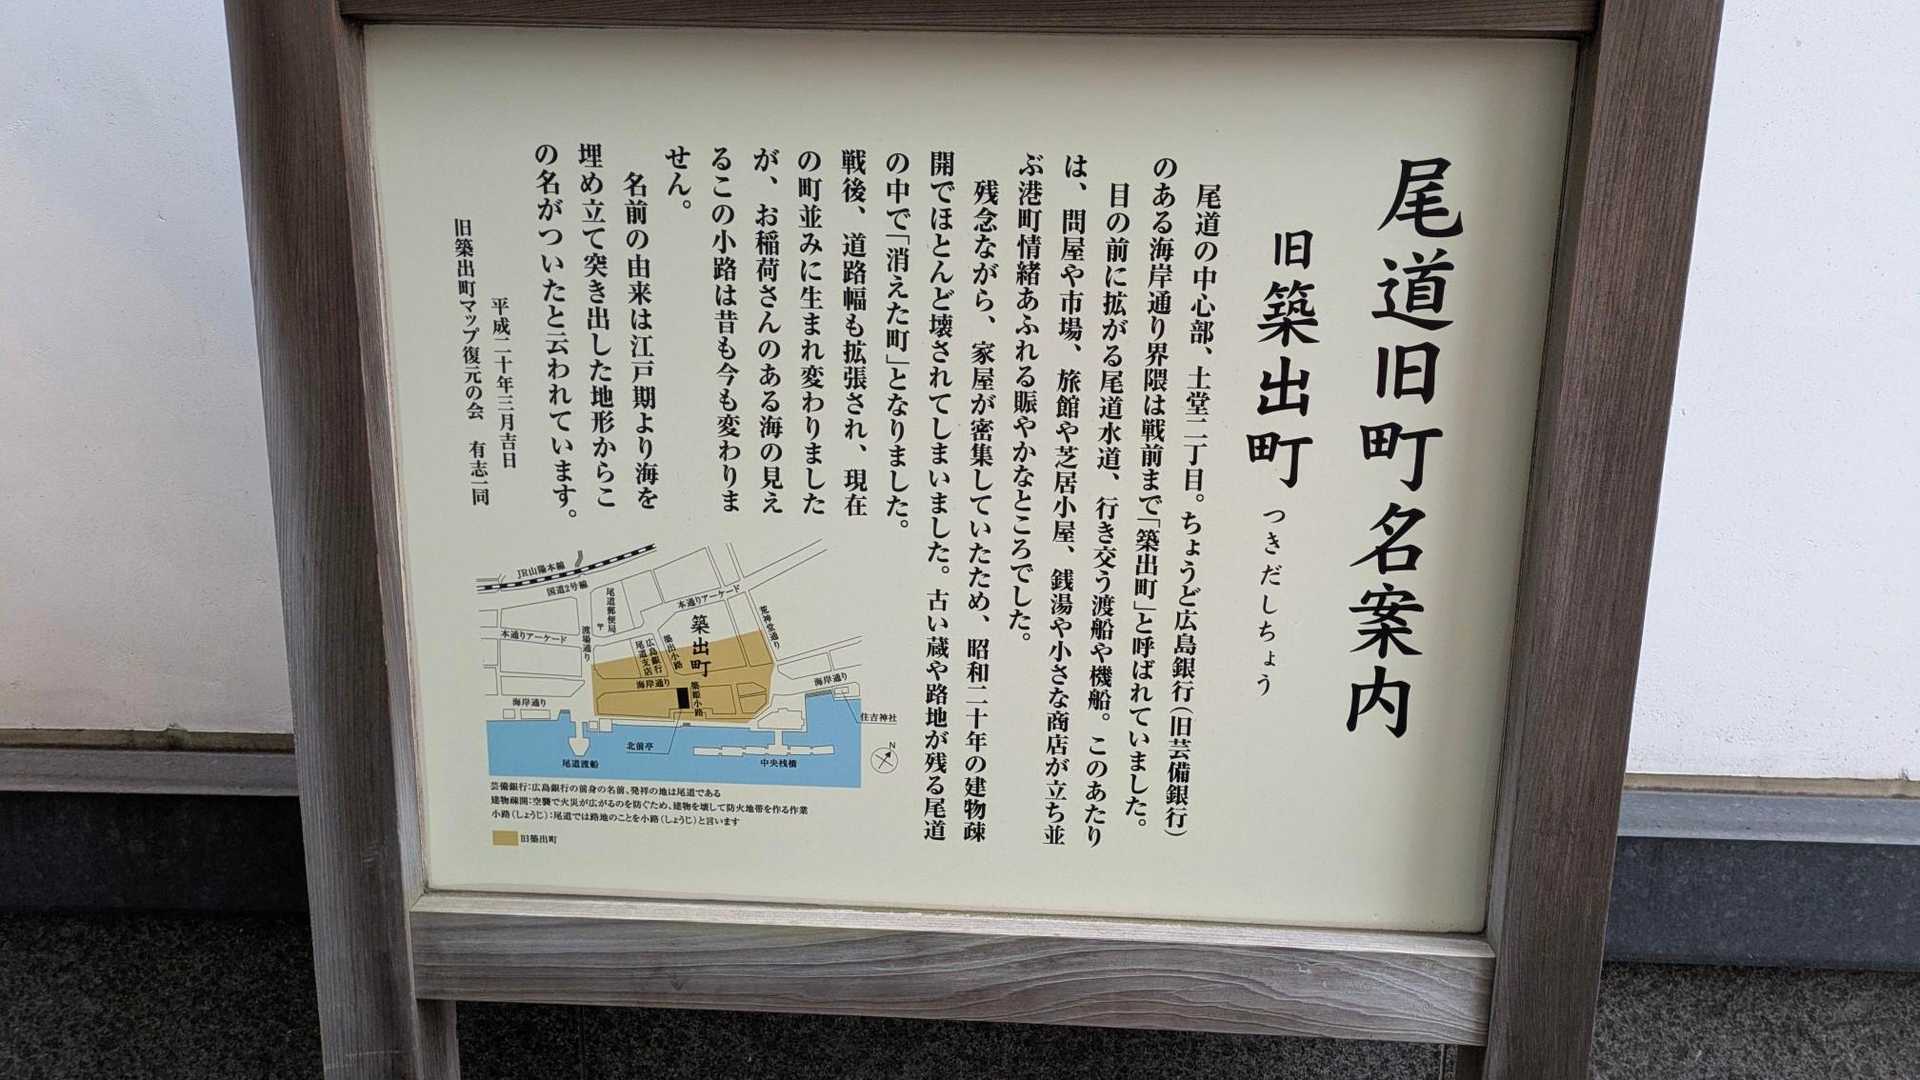 尾道旧町名案内
旧築出町 つきだしちょう
尾道の中心部、土堂二丁目。ちょうど広島銀行(旧芸備銀行)
のある海岸通り界隈は戦前まで「築出町」と呼ばれていました。
目の前に拡がる尾道水道、行き交う渡船や機船。このあたり
は、問屋や市場、旅館や芝居小屋、銭湯や小さな商店が立ち並
ぶ港町情緒あふれる賑やかなところでした。
残念ながら、家屋が密集していたため、昭和二十年の建物疎
開でほとんど壊されてしまいました。古い蔵や路地が残る尾道
の中で「消えた町」となりました。
戦後、道路幅も拡張され、現在
の町並みに生まれ変わりました
が、お稲荷さんのある海の見え
るこの小路は昔も今も変わりま
せん。
名前の由来は江戸期より海を
埋め立て突き出した地形からこ
の名がついたと云われています。
平成二十年三月吉日
旧築出町マップ復元の会 有志一同
JR山陽本線
国道2号線
尾道郵便局
〒
本通りアーケード
荒神堂通り
本通りアーケード
渡場通り
広島銀行
尾道支店
築出小路
築出町
海岸通り
海岸通り
海岸通り
住吉神社
北前亭
尾道渡船
中央桟橋
N
芸備銀行:広島銀行の前身の名前、発祥の地は尾道である
建物疎開:空襲で火災が広がるのを防ぐため、建物を壊して防火地帯を作る作業
小路(しょうじ):尾道では路地のことを小路(しょうじ)と言います
旧築出町